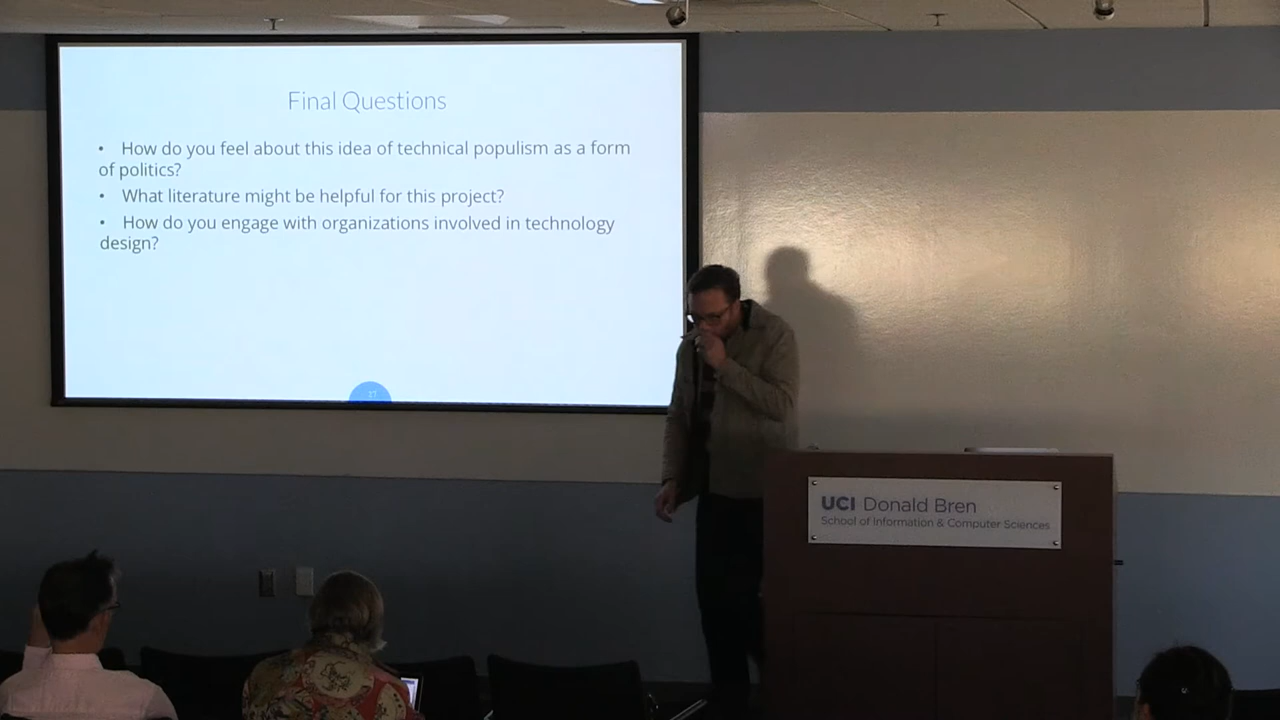 Final Questions
• How do you feel about this idea of technical populism as a form
of politics?
• What literature might be helpful for this project?
• How do you engage with organizations involved in technology
design?
UCI Donald Bren
School of Information & Computer Sciences